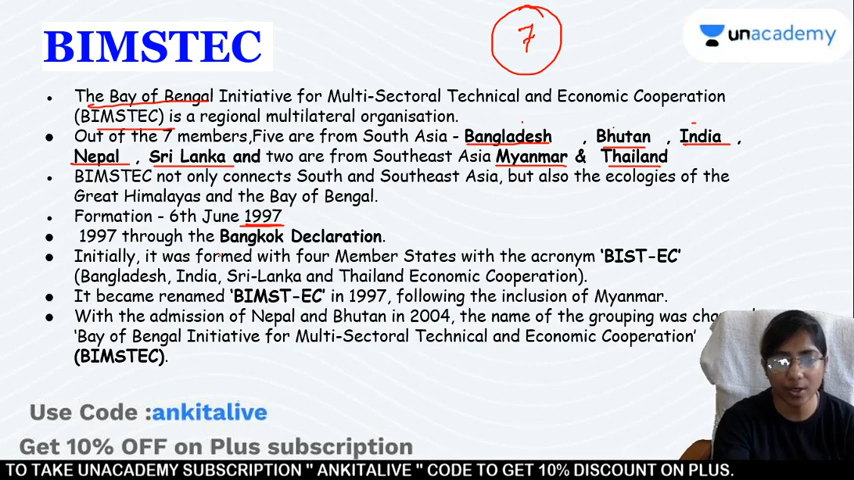 BIMSTEC
7
unacademy
• The Bay of Bengal Initiative for Multi-Sectoral Technical and Economic Cooperation
(BIMSTEC) is a regional multilateral organisation.
• Out of the 7 members,Five are from South Asia - Bangladesh , Bhutan , India ,
Nepal , Sri Lanka and two are from Southeast Asia Myanmar & Thailand
• BIMSTEC not only connects South and Southeast Asia, but also the ecologies of the
Great Himalayas and the Bay of Bengal.
• Formation - 6th June 1997
• 1997 through the Bangkok Declaration.
• Initially, it was formed with four Member States with the acronym ‘BIST-EC’
(Bangladesh, India, Sri-Lanka and Thailand Economic Cooperation).
• It became renamed ‘BIMST-EC’ in 1997, following the inclusion of Myanmar.
• With the admission of Nepal and Bhutan in 2004, the name of the grouping was
‘Bay of Bengal Initiative for Multi-Sectoral Technical and Economic Cooperation’
(BIMSTEC).
Use Code :ankitalive
Get 10% OFF on Plus subscription
TO TAKE UNACADEMY SUBSCRIPTION " ANKITALIVE " CODE TO GET 10% DISCOUNT ON PLUS.